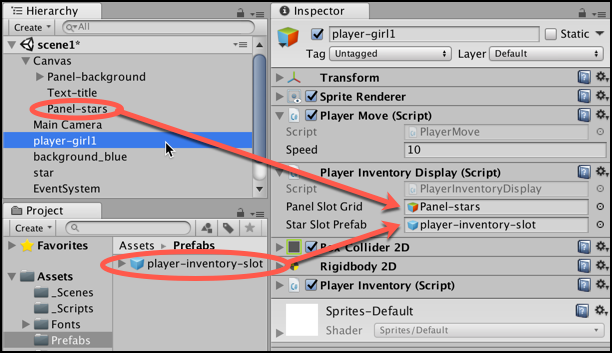 Hierarchy
Create
All
scene1*
Canvas
Panel-background
Text-title
Panel-stars
Main Camera
player-girl1
background_blue
star
EventSystem
Project
Create
Favorites
Assets
_Scenes
_Scripts
Fonts
Prefabs
Assets
Prefabs
player-inventory-slot
Inspector
player-girl1
Static
Tag
Untagged
Layer
Default
Transform
Sprite Renderer
Player Move (Script)
Script
PlayerMove
Speed
10
Player Inventory Display (Script)
Script
PlayerInventoryDisplay
Panel Slot Grid
Panel-stars
Star Slot Prefab
player-inventory-slot
Box Collider 2D
Rigidbody 2D
Player Inventory (Script)
Sprites-Default
Shader
Sprites/Default